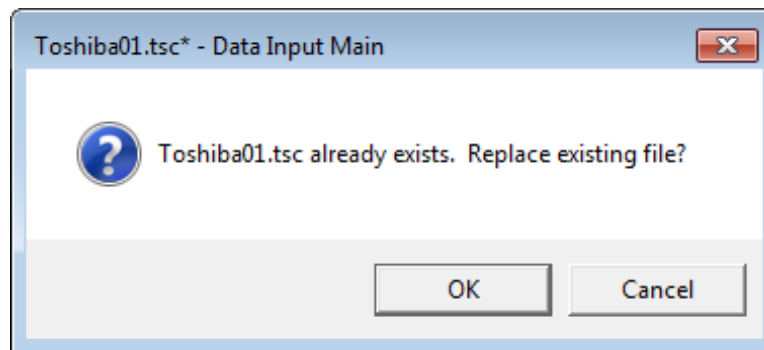 Toshiba01.tsc* - Data Input Main
Toshiba01.tsc already exists.  Replace existing file?
OK
Cancel